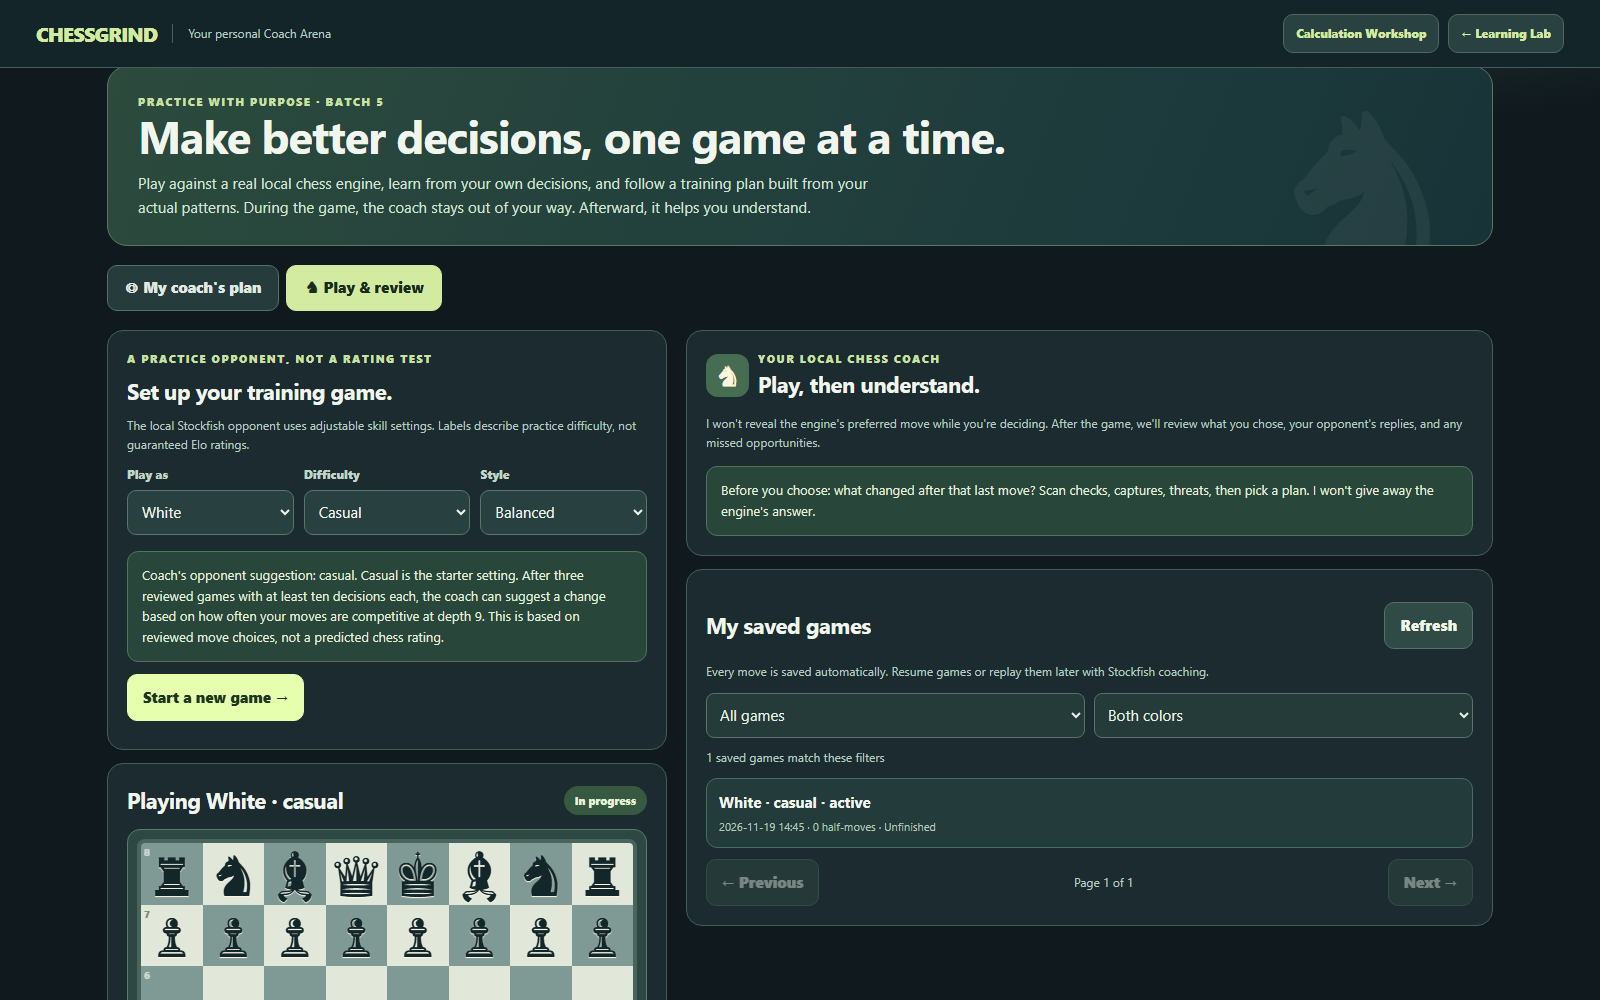 CHESSGRIND
Your personal Coach Arena
Calculation Workshop
← Learning Lab
PRACTICE WITH PURPOSE · BATCH 5
Make better decisions, one game at a time.
Play against a real local chess engine, learn from your own decisions, and follow a training plan built from your
actual patterns. During the game, the coach stays out of your way. Afterward, it helps you understand.
My coach's plan
♞ Play & review
A PRACTICE OPPONENT, NOT A RATING TEST
Set up your training game.
The local Stockfish opponent uses adjustable skill settings. Labels describe practice difficulty, not
guaranteed Elo ratings.
Play as
Difficulty
Style
White
Casual
Balanced
Coach's opponent suggestion: casual. Casual is the starter setting. After three
reviewed games with at least ten decisions each, the coach can suggest a change
based on how often your moves are competitive at depth 9. This is based on
reviewed move choices, not a predicted chess rating.
Start a new game →
Playing White · casual
In progress
8
7
6
YOUR LOCAL CHESS COACH
Play, then understand.
I won't reveal the engine's preferred move while you're deciding. After the game, we'll review what you chose, your opponent's replies, and any
missed opportunities.
Before you choose: what changed after that last move? Scan checks, captures, threats, then pick a plan. I won't give away the
engine's answer.
My saved games
Refresh
Every move is saved automatically. Resume games or replay them later with Stockfish coaching.
All games
Both colors
1 saved games match these filters
White · casual · active
2026-11-19 14:45 · 0 half-moves · Unfinished
← Previous
Page 1 of 1
Next →